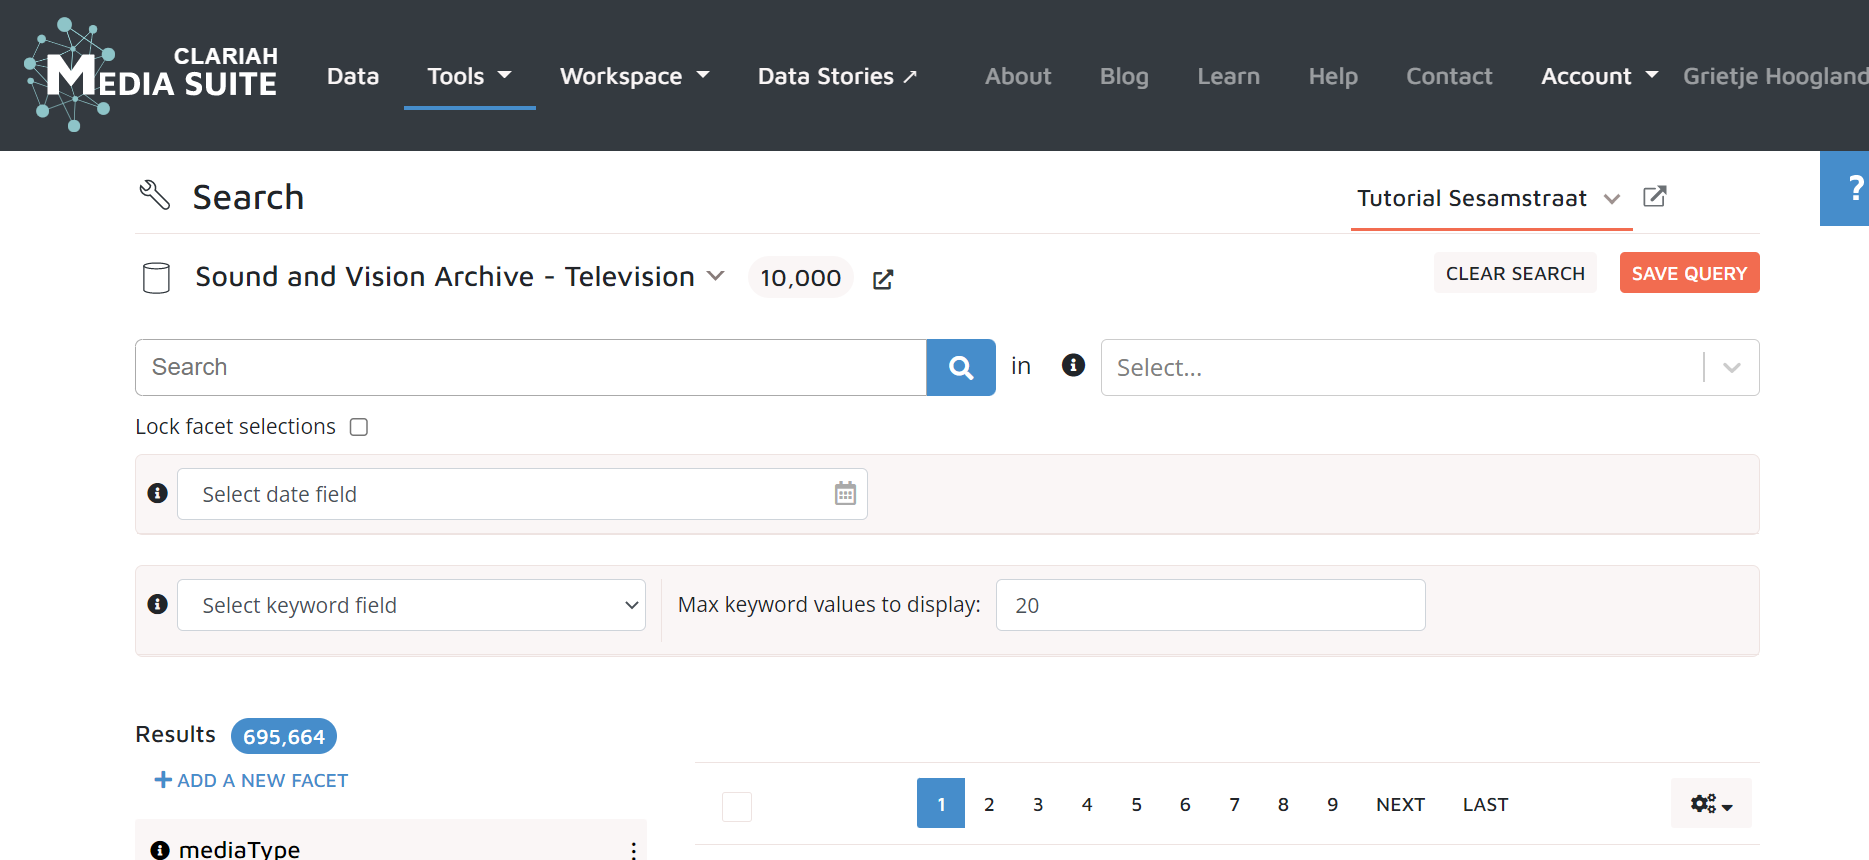 CLARIAH
MEDIA SUITE
Data
Tools
Workspace
Data Stories ↗
About
Blog
Learn
Help
Contact
Account
Grietje Hoogland
?
Search
Tutorial Sesamstraat
Sound and Vision Archive - Television
10,000
CLEAR SEARCH
SAVE QUERY
Search
in
Select...
Lock facet selections
Select date field
Select keyword field
Max keyword values to display:
20
Results
695,664
+ ADD A NEW FACET
1 2 3 4 5 6 7 8 9 NEXT LAST
mediaType